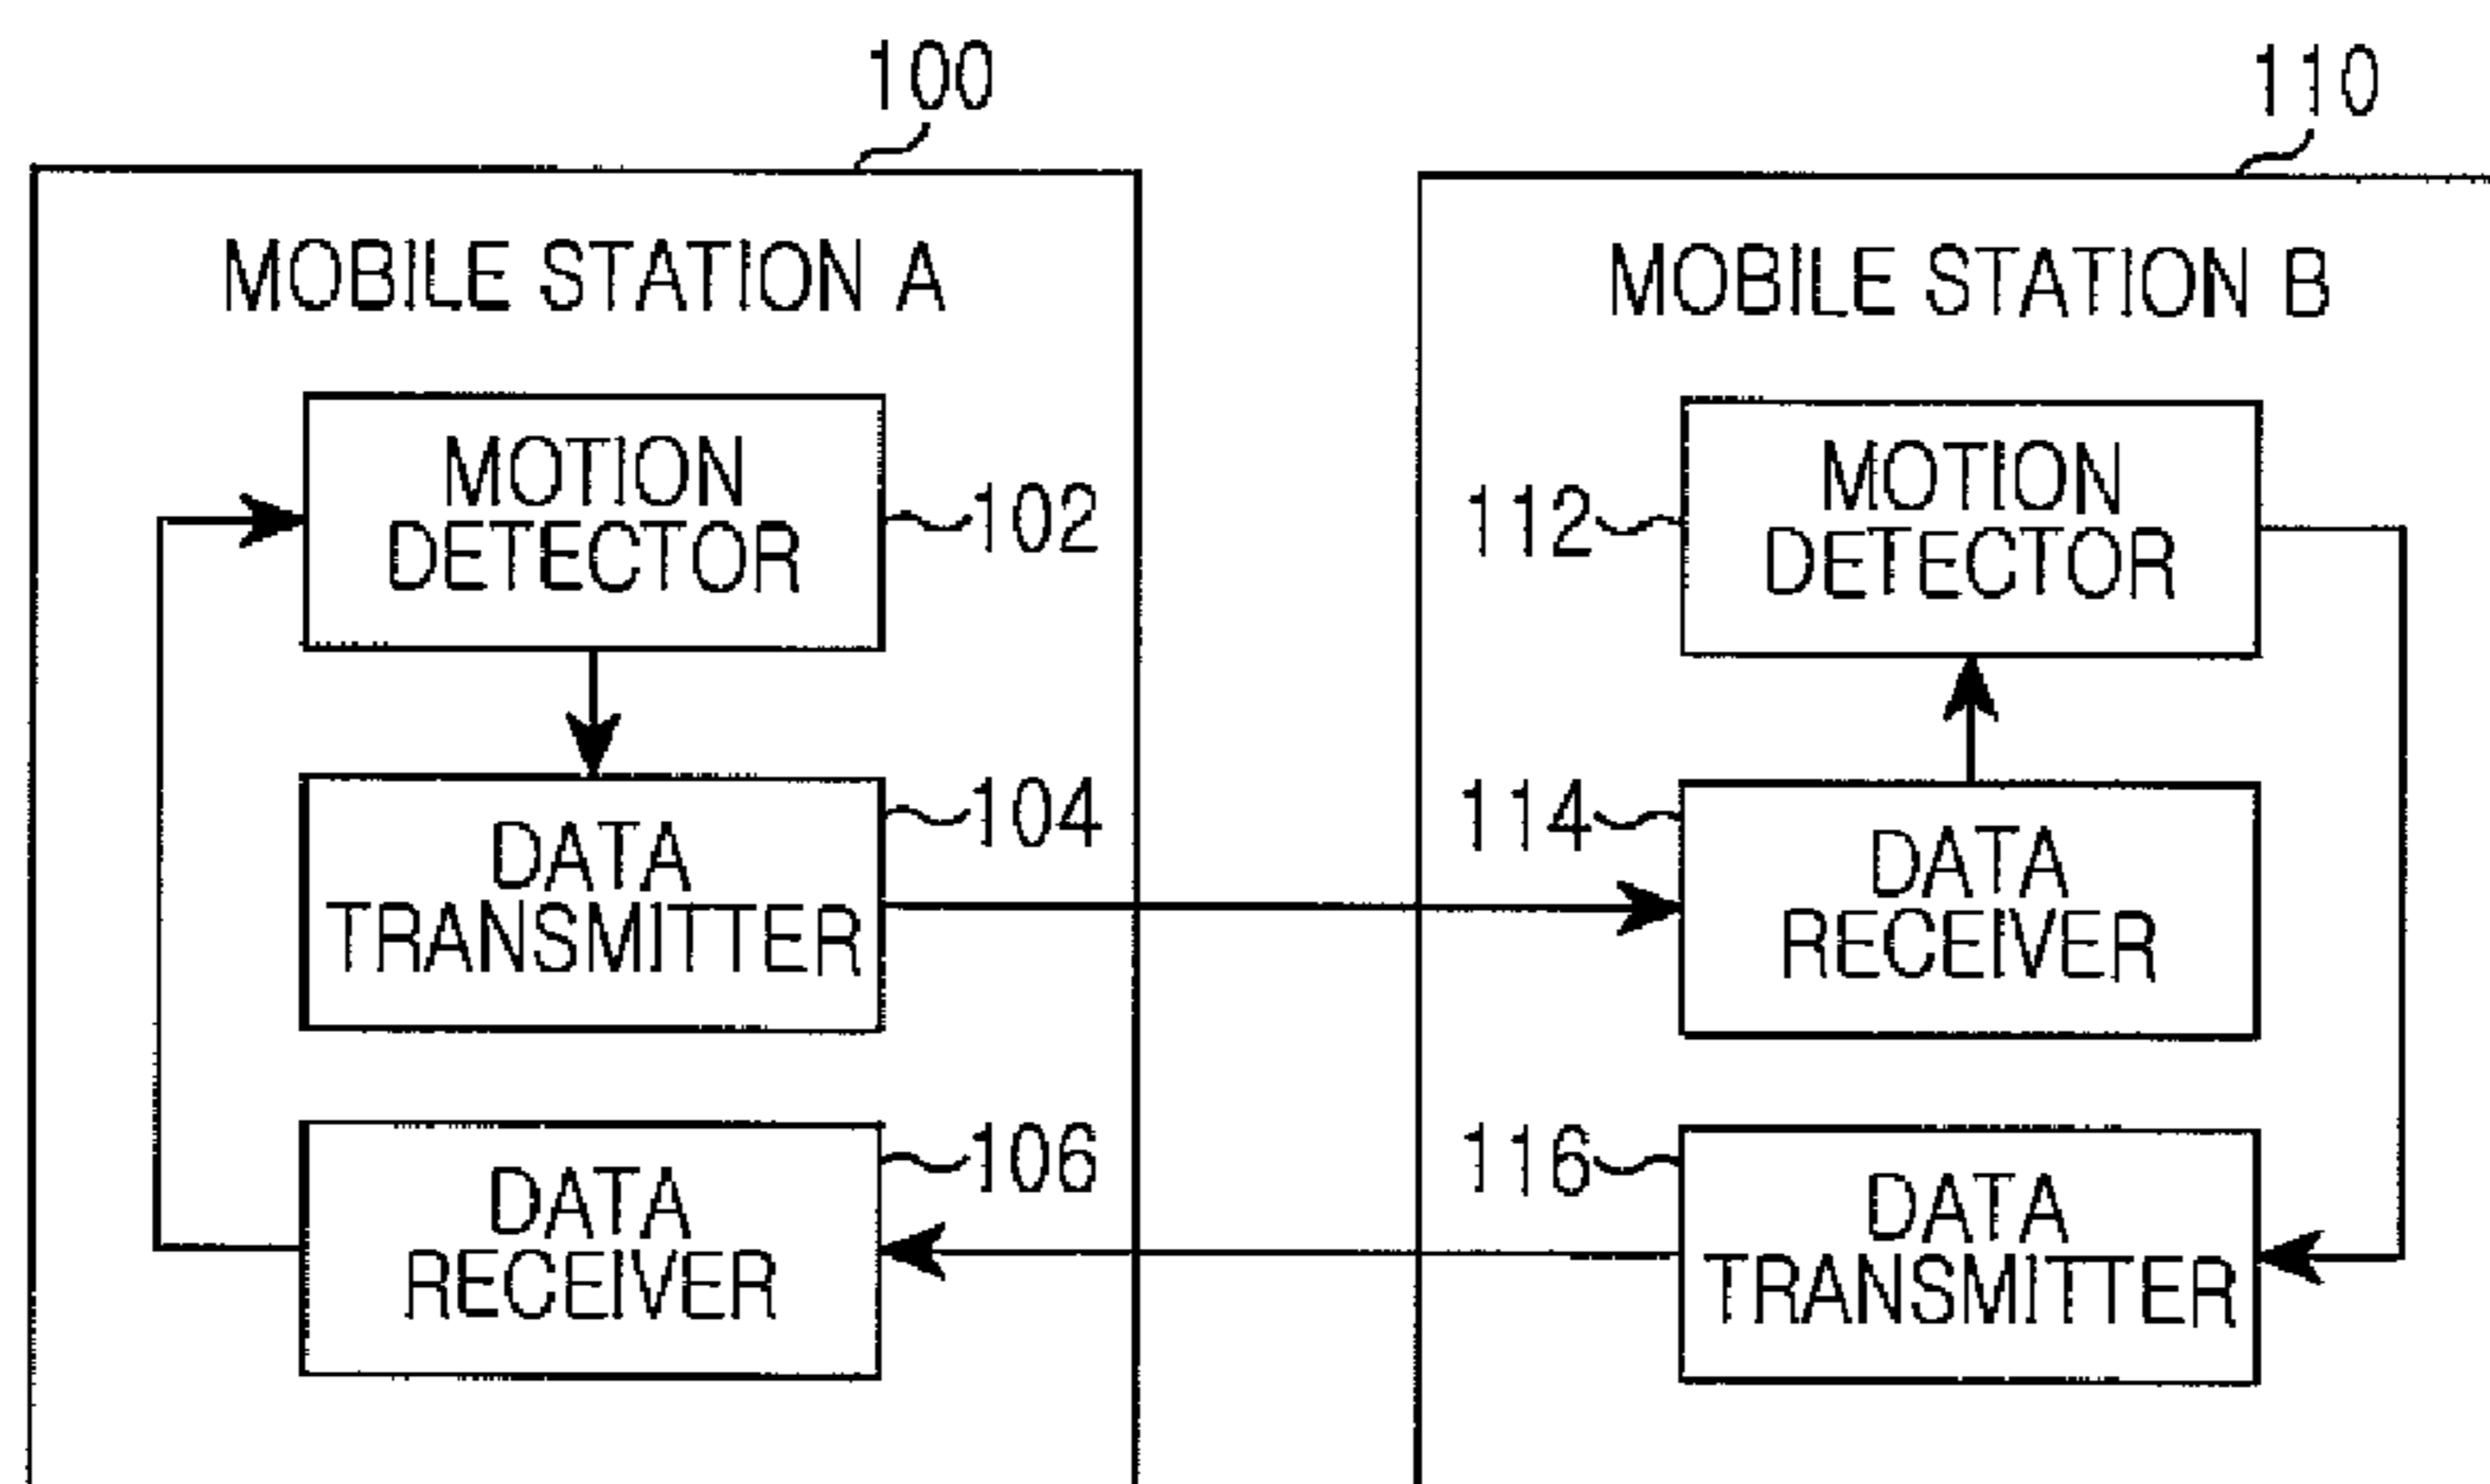 100
110
MOBILE STATION A
MOBILE STATION B
MOTION
DETECTOR
102
112
MOTION
DETECTOR
DATA
TRANSMITTER
104
114
DATA
RECEIVER
DATA
RECEIVER
106
116
DATA
TRANSMITTER